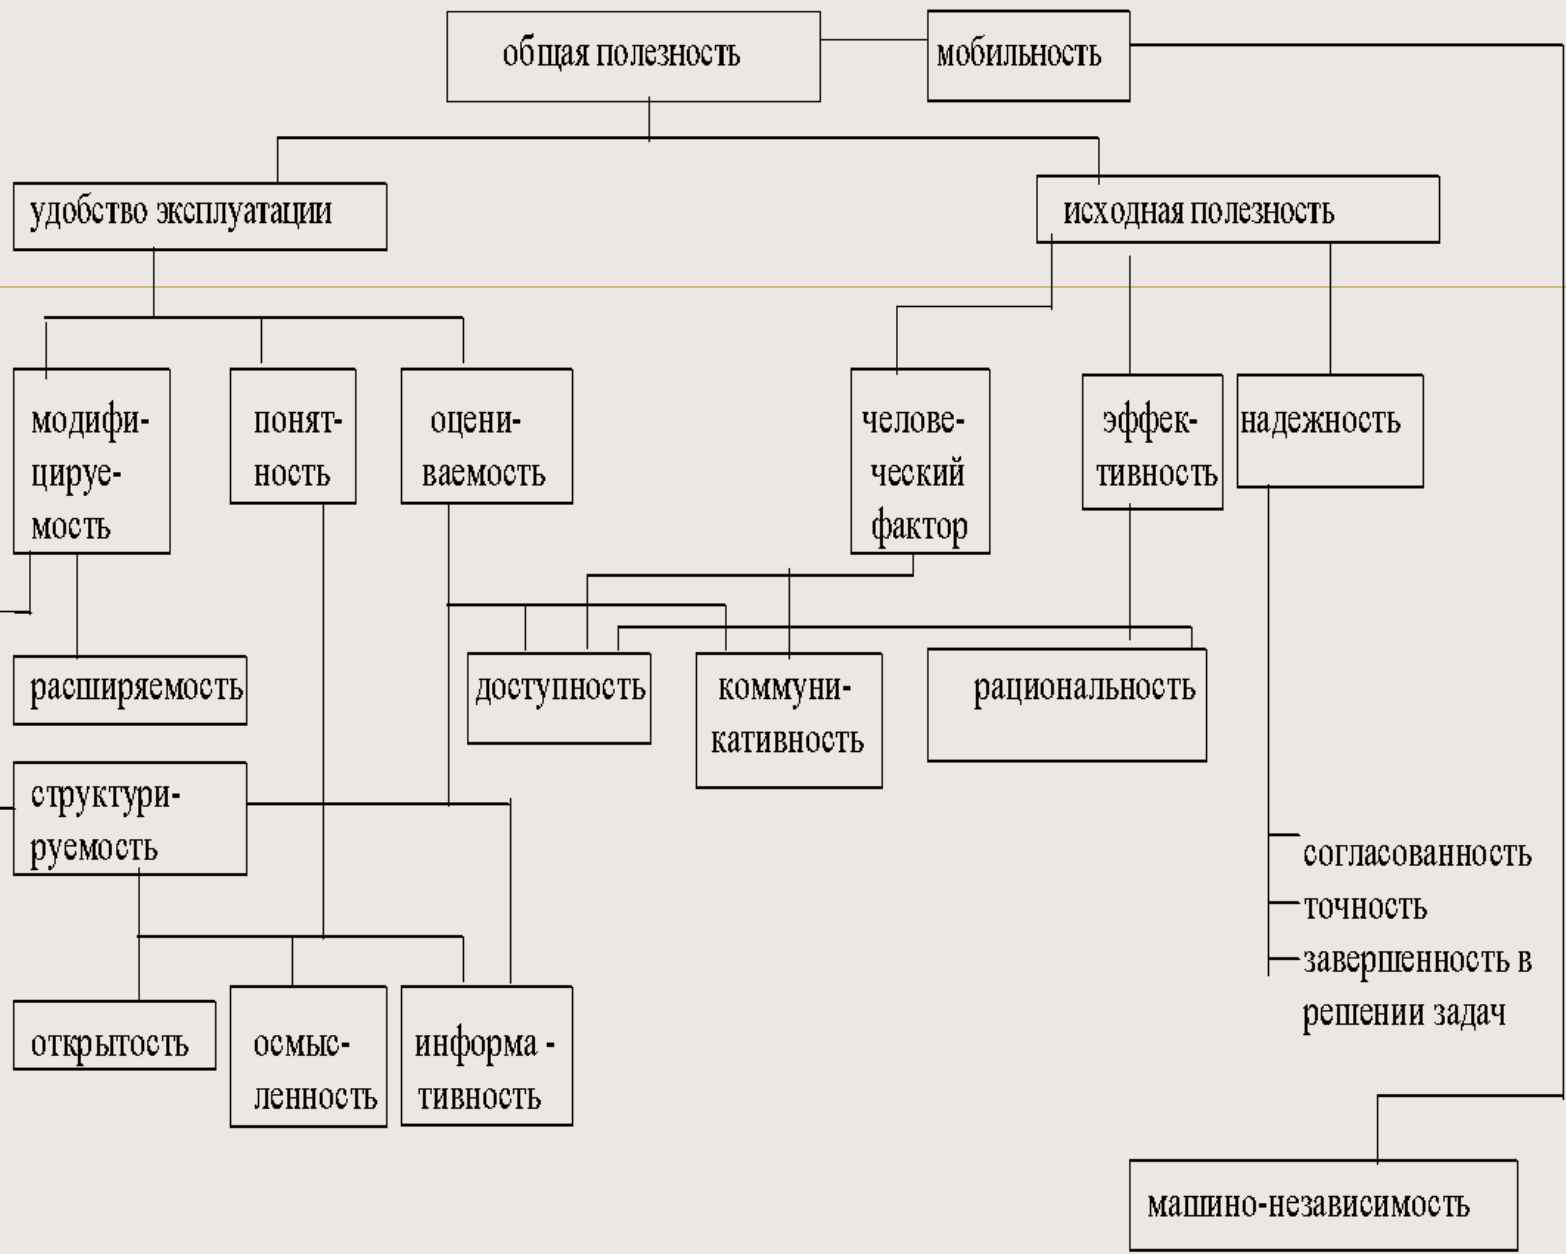 общая полезность
мобильность
удобство эксплуатации
исходная полезность
модифи-
цируе-
мость
понят-
ность
оцени-
ваемость
челове-
ческий
фактор
эффек-
тивность
надежность
расширяемость
доступность
коммуни-
кативность
рациональность
структури-
руемость
согласованность
точность
завершенность в
решении задач
открытость
осмыс-
ленность
информа -
тивность
машино-независимость